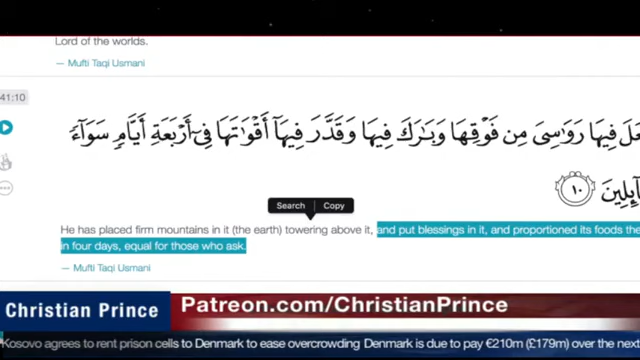 Lord of the worlds.
— Mufti Taqi Usmani
41:10
فِيهَا رَوَٰسِىَ مِن فَوْقِهَا وَبَٰرَكَ فِيهَا وَقَدَّرَ فِيهَآ أَقْوَٰتَهَا فِىٓ أَرْبَعَةِ أَيَّامٍۢ سَوَآءً
١٠
Search Copy
He has placed firm mountains in it (the earth) towering above it, and put blessings in it, and proportioned its foods
in four days, equal for those who ask.
— Mufti Taqi Usmani
Christian Prince
Patreon.com/ChristianPrince
Kosovo agrees to rent prison cells to Denmark to ease overcrowding Denmark is due to pay €210m (£179m) over the next